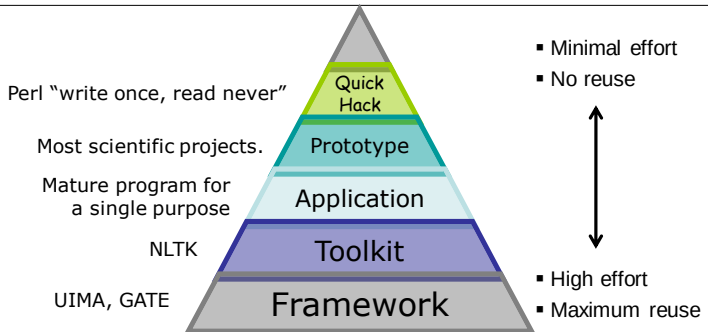 ▪ Minimal effort
▪ No reuse
Perl “write once, read never”
Quick
Hack
Most scientific projects.
Prototype
Mature program for
a single purpose
Application
NLTK
Toolkit
▪ High effort
▪ Maximum reuse
UIMA, GATE
Framework